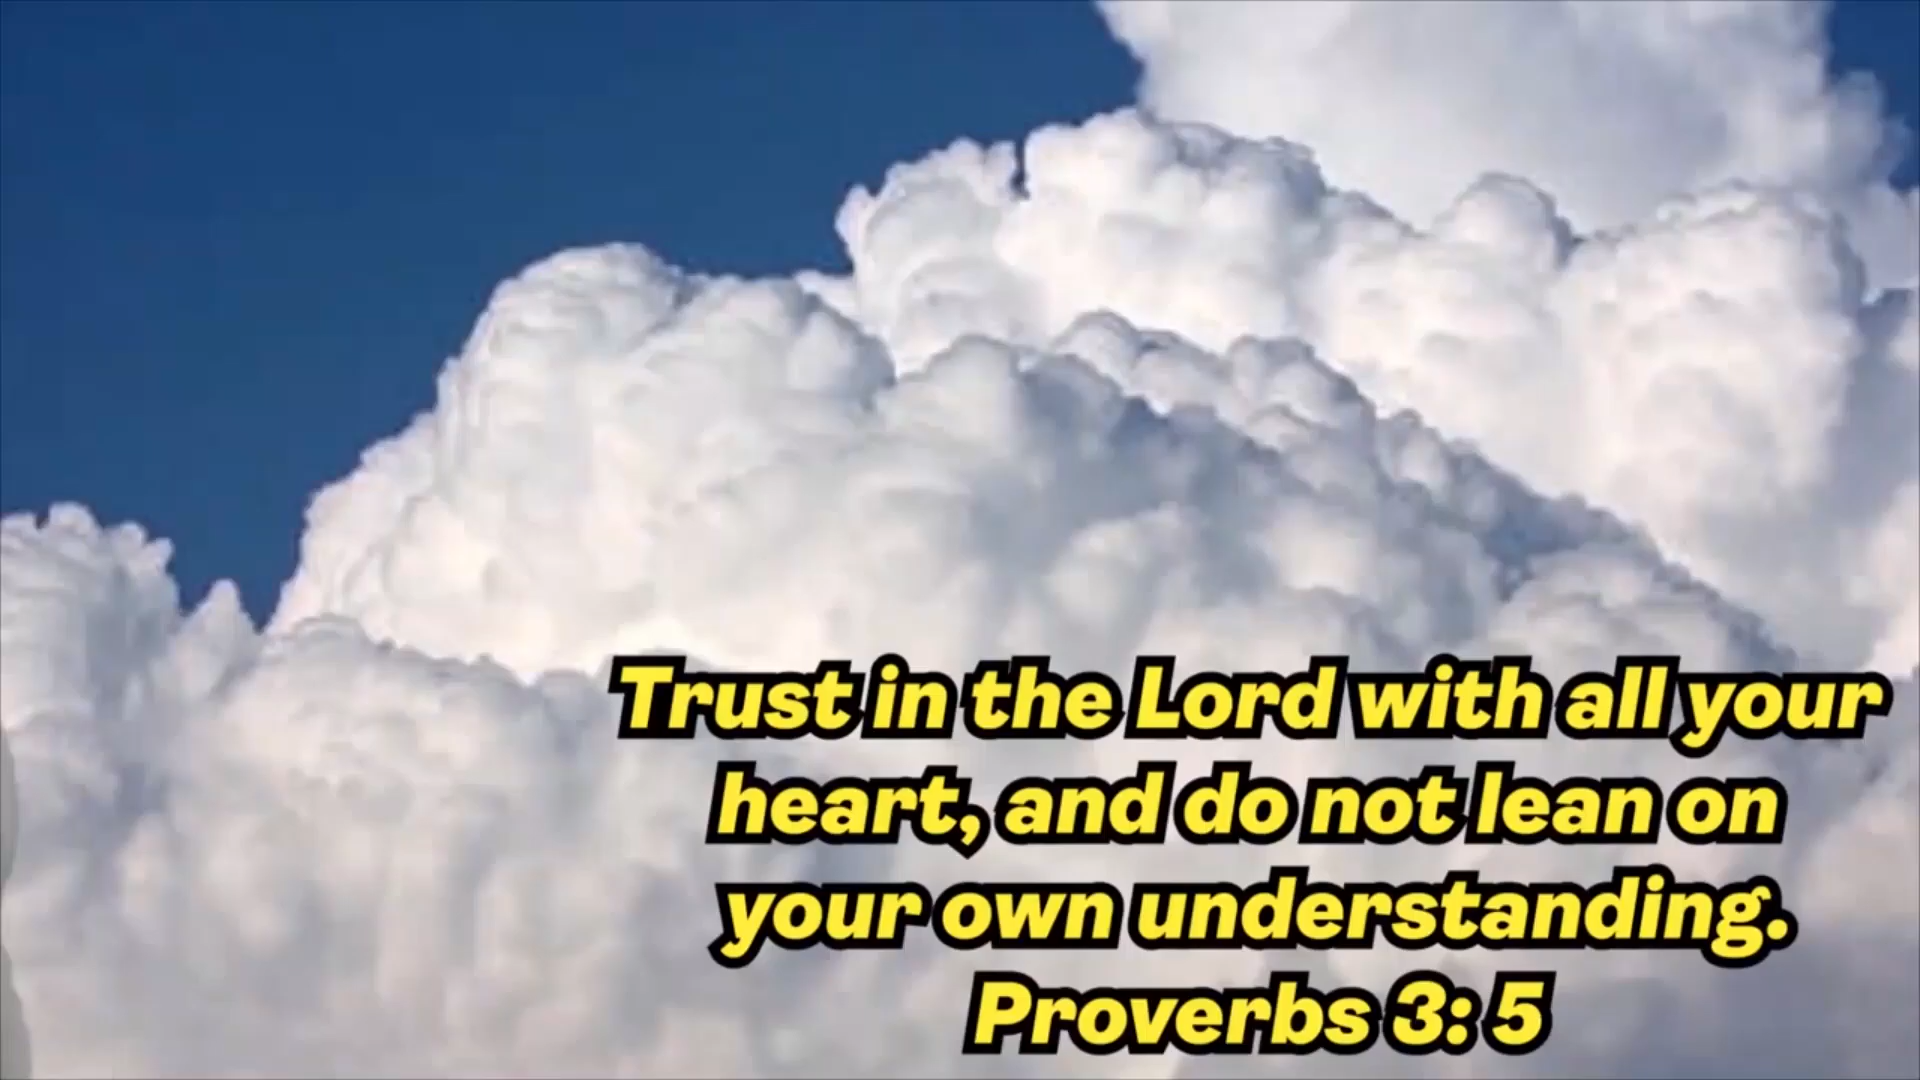 Trust in the Lord with all your
heart, and do not lean on
your own understanding.
Proverbs 3: 5